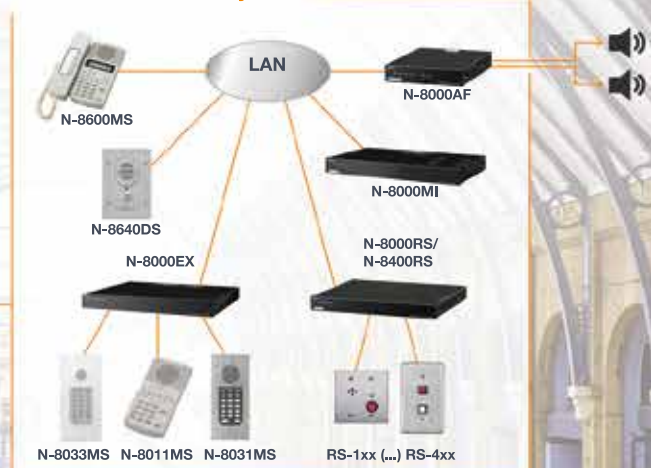 LAN
N-8600MS
N-8000AF
N-8000MI
N-8640DS
N-8000EX
N-8000RS/
N-8400RS
N-8033MS N-8011MS N-8031MS
RS-1xx (...) RS-4xx